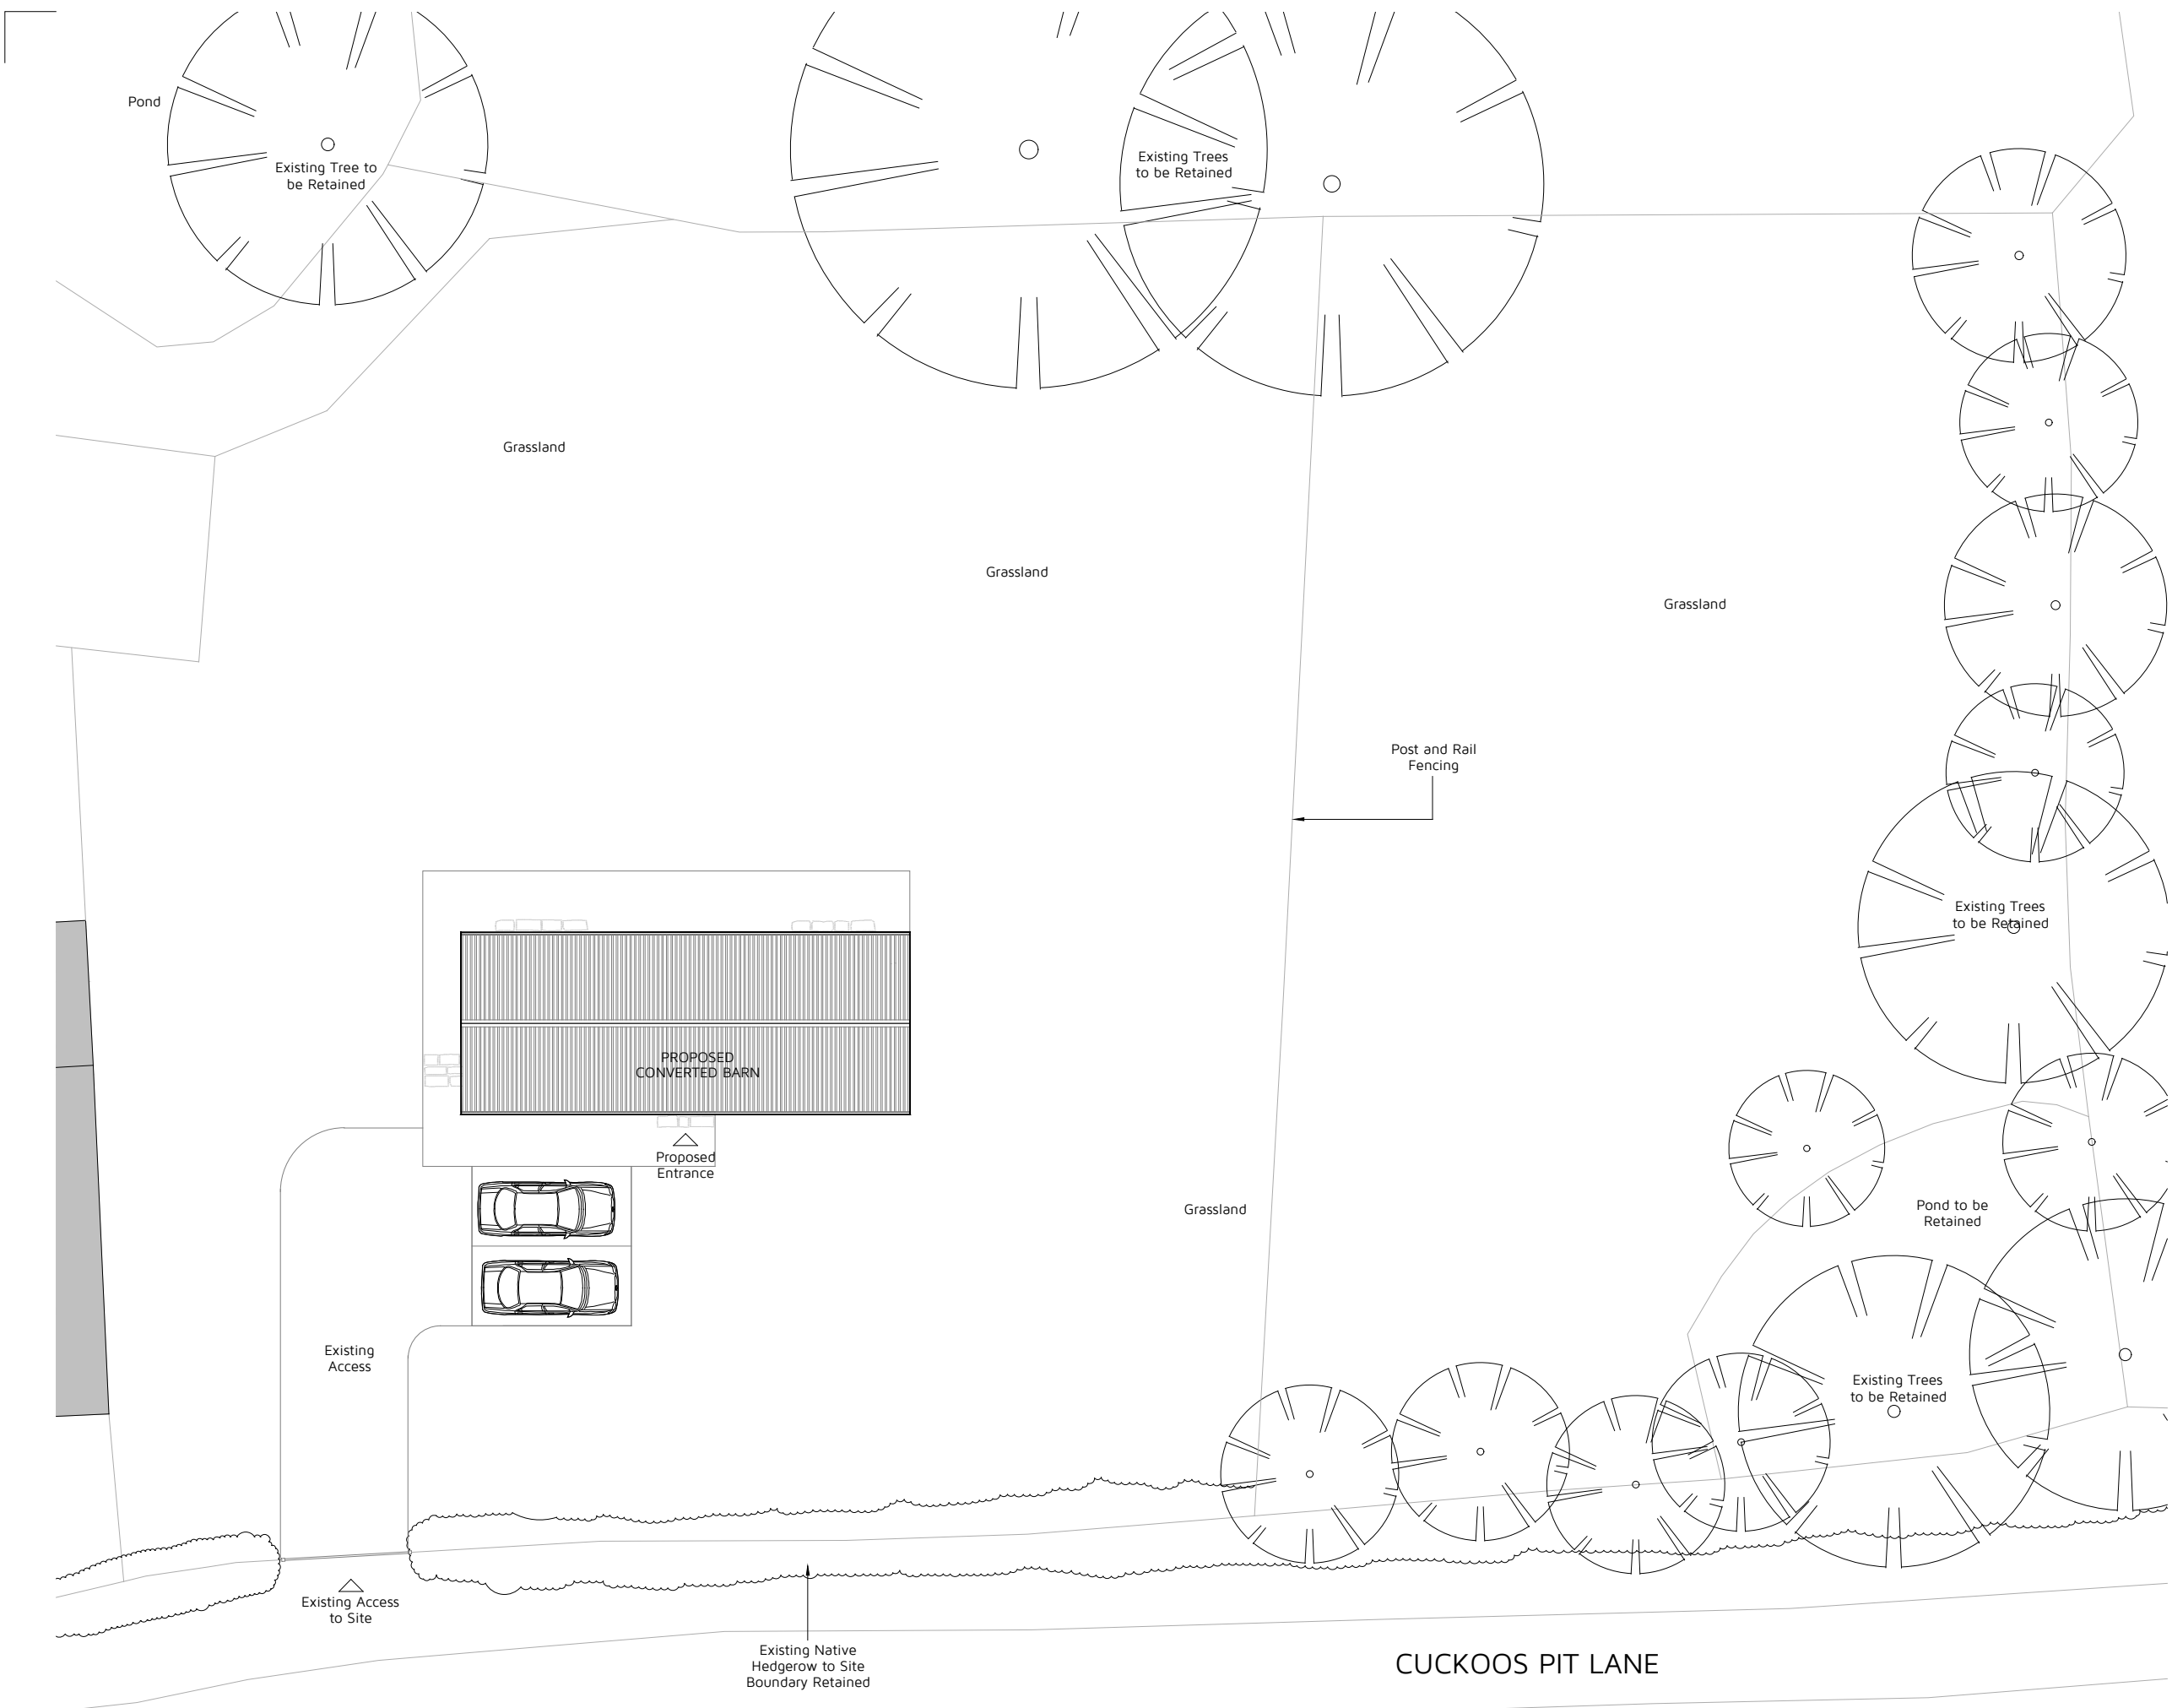 Pond
Existing Tree to
be Retained
Existing Trees
to be Retained
Grassland
Grassland
Grassland
Post and Rail
Fencing
Existing Trees
to be Retained
PROPOSED
CONVERTED BARN
Proposed
Entrance
Grassland
Pond to be
Retained
Existing
Access
Existing Trees
to be Retained
Existing Access
to Site
Existing Native
Hedgerow to Site
Boundary Retained
CUCKOOS PIT LANE